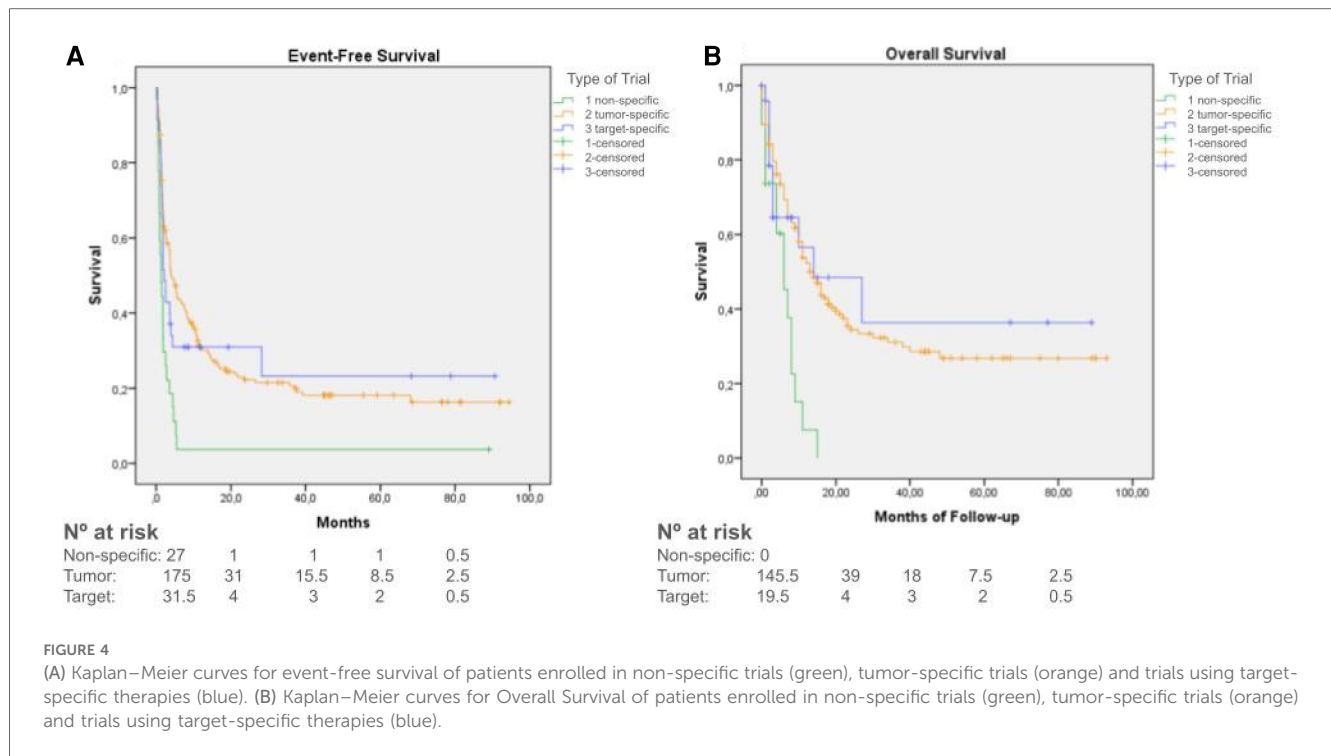 A
Event-Free Survival
Type of Trial
1 non-specific
2 tumor-specific
3 target-specific
1-censored
2-censored
3-censored
1,0
0,8
0,6
0,4
0,2
0,0
Survival
,0 20,0 40,0 60,0 80,0 100,0
Months
Nº at risk
Non-specific: 27 1 1 1 0.5
Tumor: 175 31 15.5 8.5 2.5
Target: 31.5 4 3 2 0.5
B
Overall Survival
Type of Trial
1 non-specific
2 tumor-specific
3 target-specific
1-censored
2-censored
3-censored
1,0
0,8
0,6
0,4
0,2
0,0
Survival
,00 20,00 40,00 60,00 80,00 100,00
Months of Follow-up
Nº at risk
Non-specific: 0
Tumor: 145.5 39 18 7.5 2.5
Target: 19.5 4 3 2 0.5
FIGURE 4
(A) Kaplan–Meier curves for event-free survival of patients enrolled in non-specific trials (green), tumor-specific trials (orange) and trials using target-
specific therapies (blue). (B) Kaplan–Meier curves for Overall Survival of patients enrolled in non-specific trials (green), tumor-specific trials (orange)
and trials using target-specific therapies (blue).